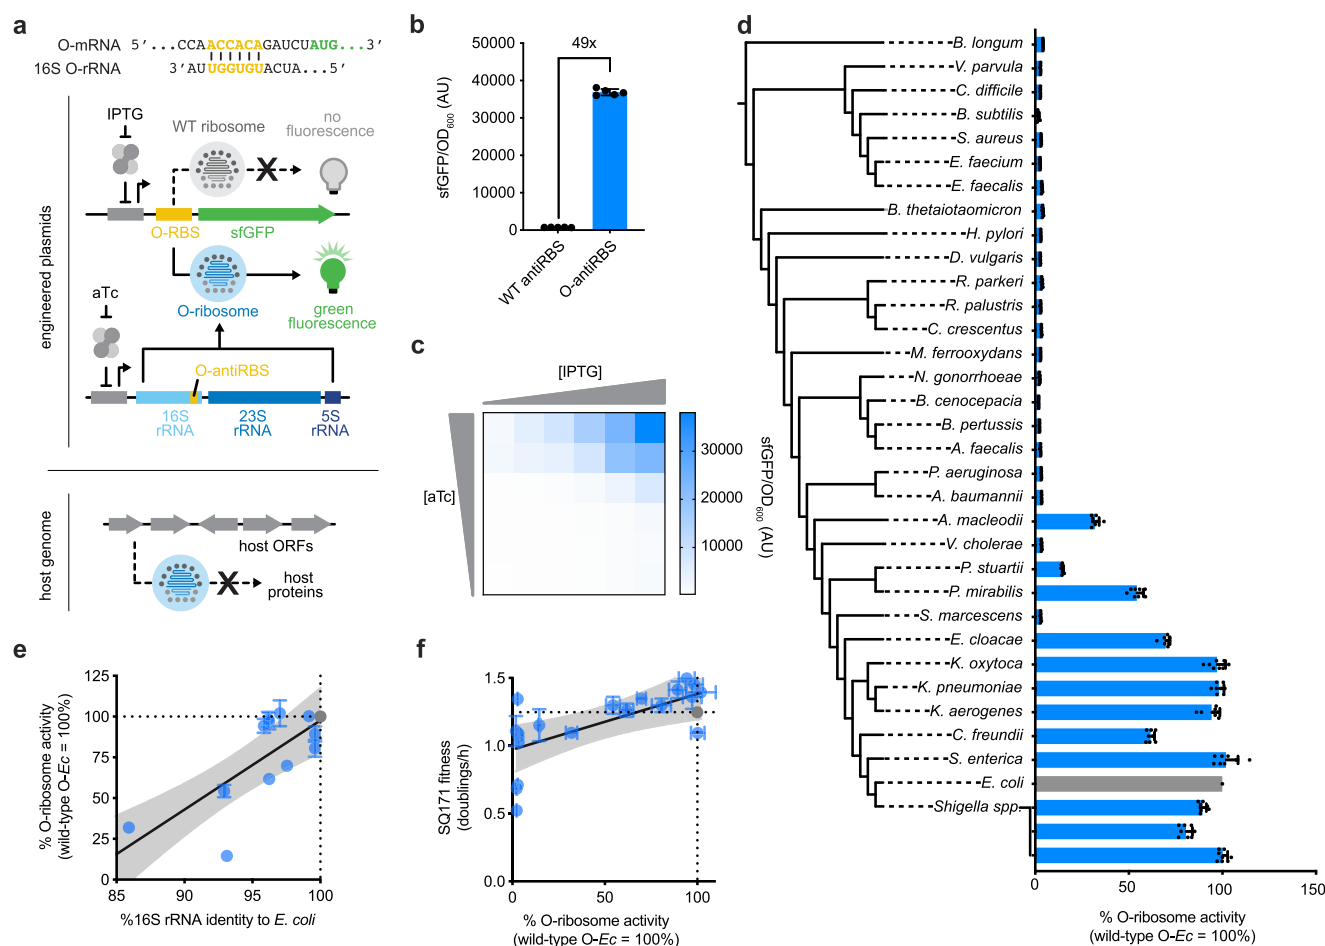 a
O-mRNA 5′...CCAACCACAGAUCUAUG...3′
16S O-rRNA 3′AUUGGUGUACUA...5′
engineered plasmids
IPTG
WT ribosome
no
fluorescence
X
O-RBS
sfGFP
aTc
O-ribosome
green
fluorescence
O-antiRBS
16S
rRNA
23S
rRNA
5S
rRNA
host genome
host ORFs
X
host
proteins
b
sfGFP/OD600 (AU)
50000
40000
30000
20000
10000
0
49x
WT antiRBS
O-antiRBS
c
[IPTG]
[aTc]
30000
20000
10000
sfGFP/OD600 (AU)
d
B. longum
V. parvula
C. difficile
B. subtilis
S. aureus
E. faecium
E. faecalis
B. thetaiotaomicron
H. pylori
D. vulgaris
R. parkeri
R. palustris
C. crescentus
M. ferrooxydans
N. gonorrhoeae
B. cenocepacia
B. pertussis
A. faecalis
P. aeruginosa
A. baumannii
A. macleodii
V. cholerae
P. stuartii
P. mirabilis
S. marcescens
E. cloacae
K. oxytoca
K. pneumoniae
K. aerogenes
C. freundii
S. enterica
E. coli
Shigella spp.
0 50 100 150
% O-ribosome activity
(wild-type O-Ec = 100%)
e
% O-ribosome activity
(wild-type O-Ec = 100%)
125
100
75
50
25
0
85 90 95 100
%16S rRNA identity to E. coli
f
SQ171 fitness
(doublings/h)
1.5
1.0
0.5
0.0
0 50 100
% O-ribosome activity
(wild-type O-Ec = 100%)